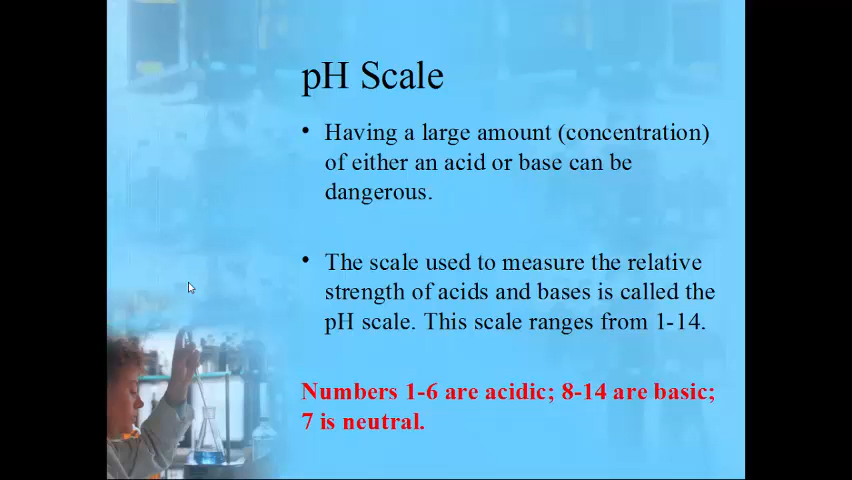 pH Scale
• Having a large amount (concentration)
of either an acid or base can be
dangerous.
• The scale used to measure the relative
strength of acids and bases is called the
pH scale. This scale ranges from 1-14.
Numbers 1-6 are acidic; 8-14 are basic;
7 is neutral.